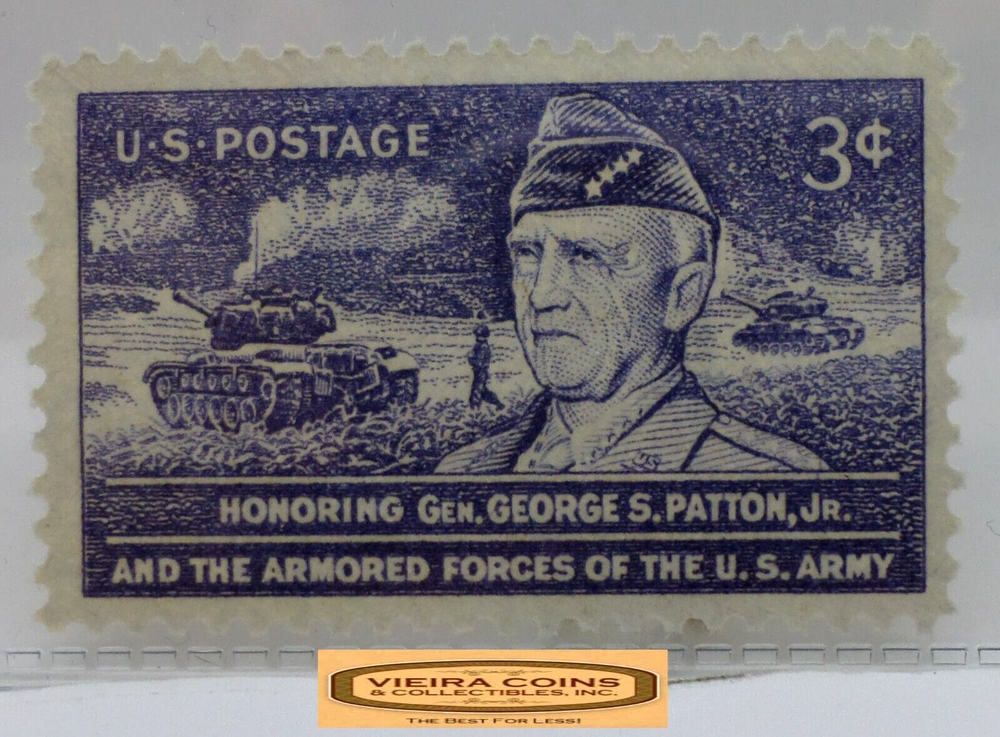 U·S·POSTAGE
3¢
HONORING GEN. GEORGE S. PATTON, JR.
AND THE ARMORED FORCES OF THE U.S. ARMY
VIEIRA COINS
& COLLECTIBLES, INC.
THE BEST FOR LESS!